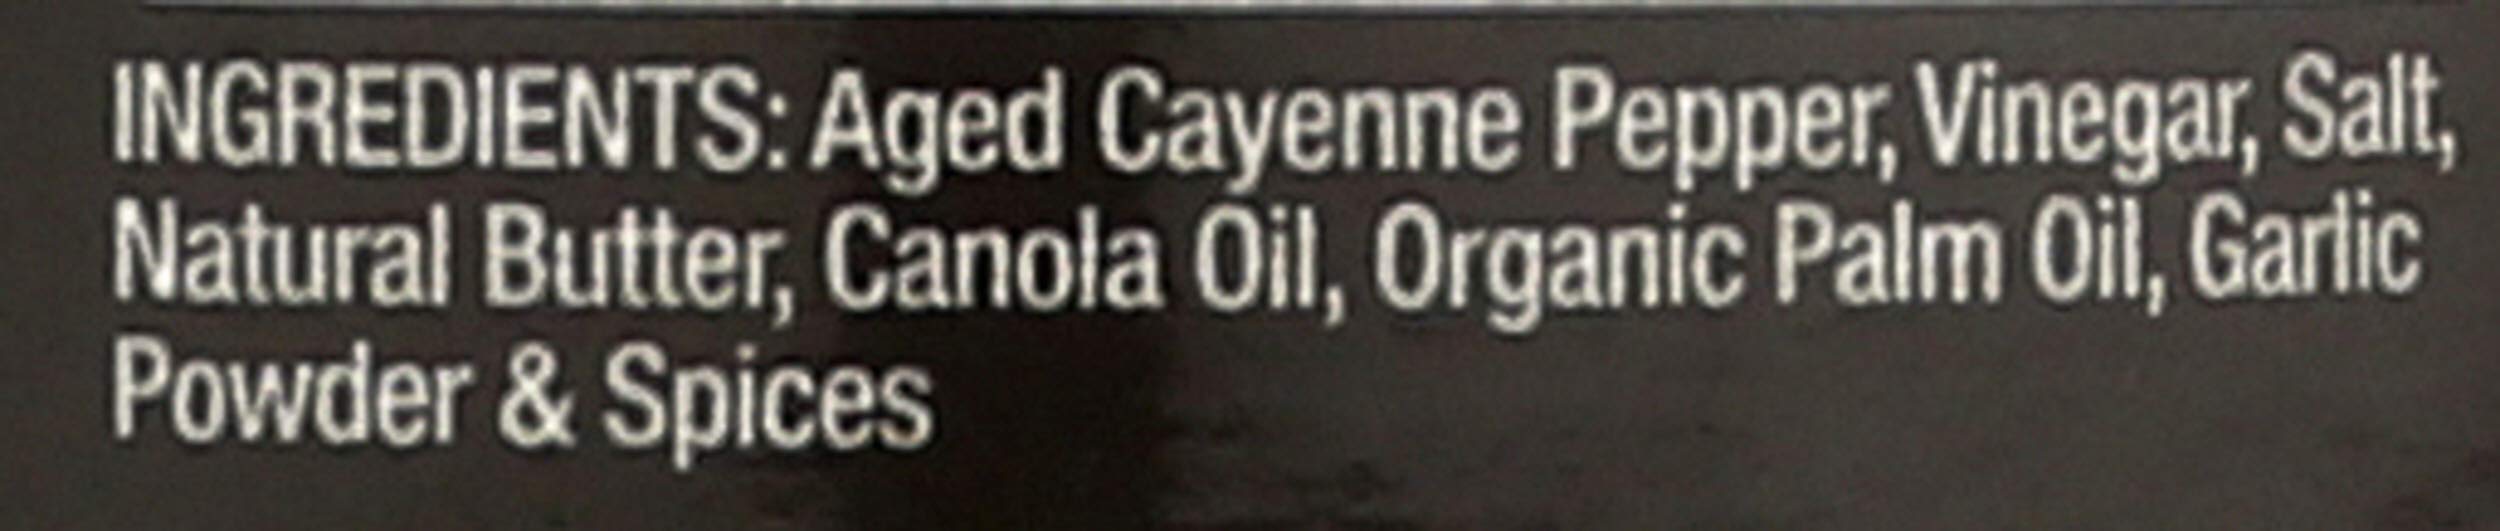 INGREDIENTS: Aged Cayenne Pepper, Vinegar, Salt,
Natural Butter, Canola Oil, Organic Palm Oil, Garlic
Powder & Spices